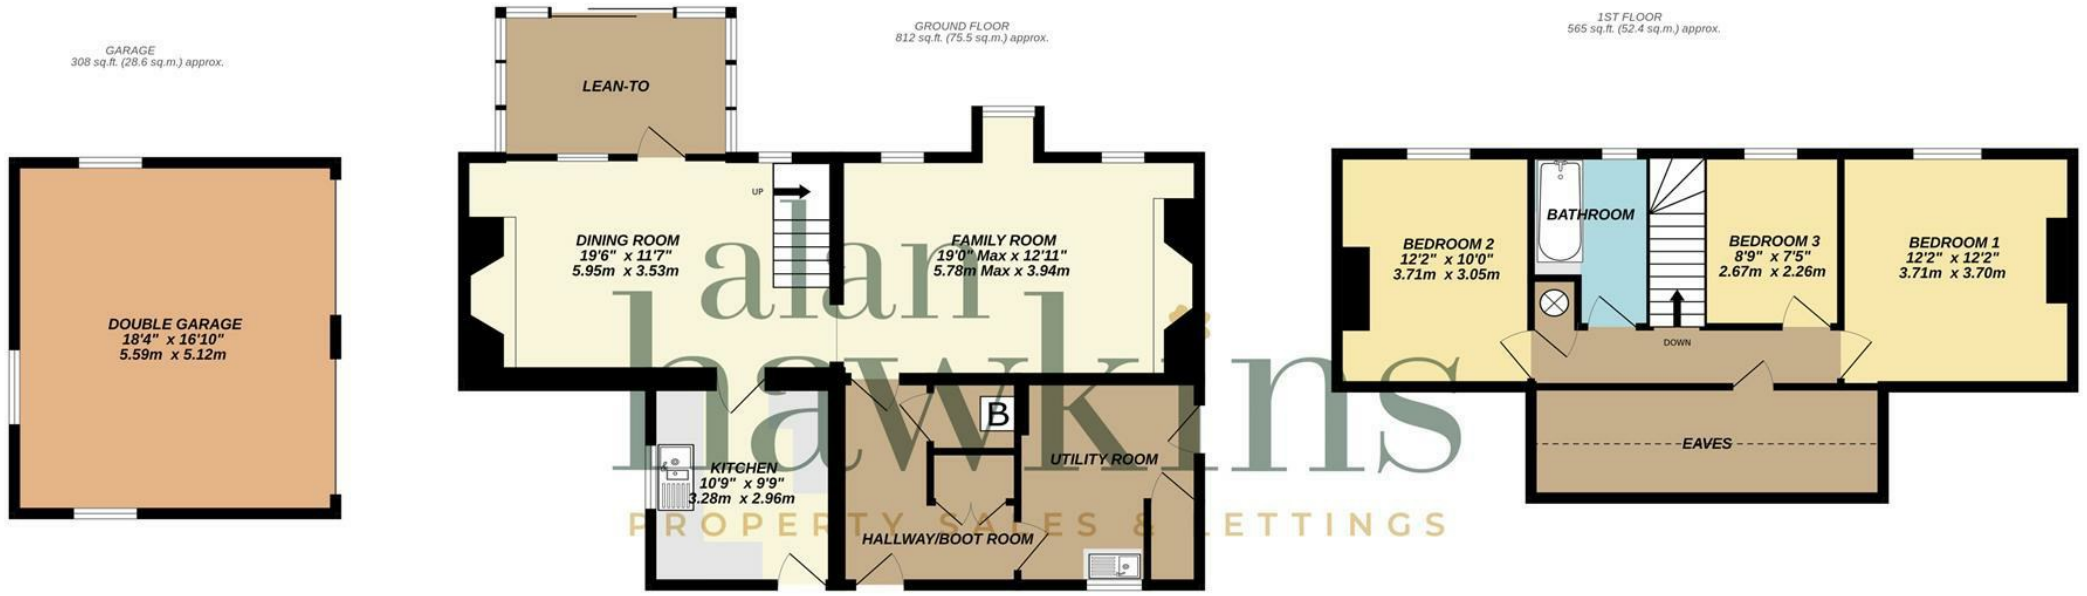 GARAGE
308 sq.ft. (28.6 sq.m.) approx.
DOUBLE GARAGE
18'4" x 16'10"
5.59m x 5.12m
GROUND FLOOR
812 sq.ft. (75.5 sq.m.) approx.
LEAN-TO
UP
DINING ROOM
19'6" x 11'7"
5.95m x 3.53m
FAMILY ROOM
19'0" Max x 12'11"
5.78m Max x 3.94m
B
KITCHEN
10'9" x 9'9"
3.28m x 2.96m
UTILITY ROOM
HALLWAY/BOOT ROOM
alan
hawkins
PROPERTY SALES & LETTINGS
1ST FLOOR
565 sq.ft. (52.4 sq.m.) approx.
BATHROOM
BEDROOM 2
12'2" x 10'0"
3.71m x 3.05m
BEDROOM 3
8'9" x 7'5"
2.67m x 2.26m
BEDROOM 1
12'2" x 12'2"
3.71m x 3.70m
DOWN
EAVES